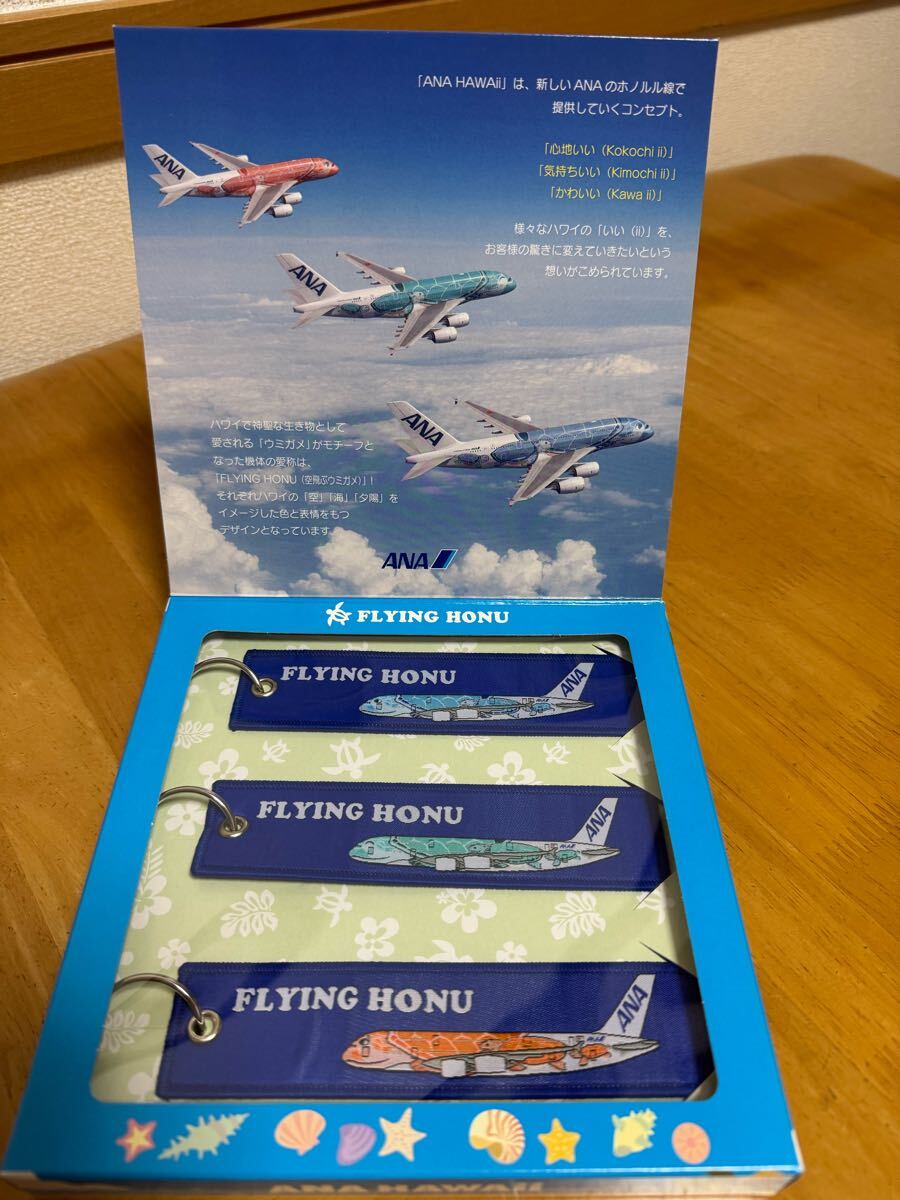 「ANA HAWAii」は、新しい ANA のホノルル線で
提供していくコンセプト。
「心地いい（Kokochi ii）」
「気持ちいい（Kimochi ii）」
「かわいい（Kawa ii）」
様々なハワイの「いい（ii）」を、
お客様の驚きに変えていきたいという
想いがこめられています。
ANA
ANA
ANA
ハワイで神聖な生き物として
愛される「ウミガメ」がモチーフと
なった機体の愛称は、
「FLYING HONU（空飛ぶウミガメ）」！
それぞれハワイの「空」「海」「夕陽」を
イメージした色と表情をもつ
デザインとなっています。
ANA
FLYING HONU
FLYING HONU
ANA
FLYING HONU
ANA
FLYING HONU
ANA
ANA HAWAii